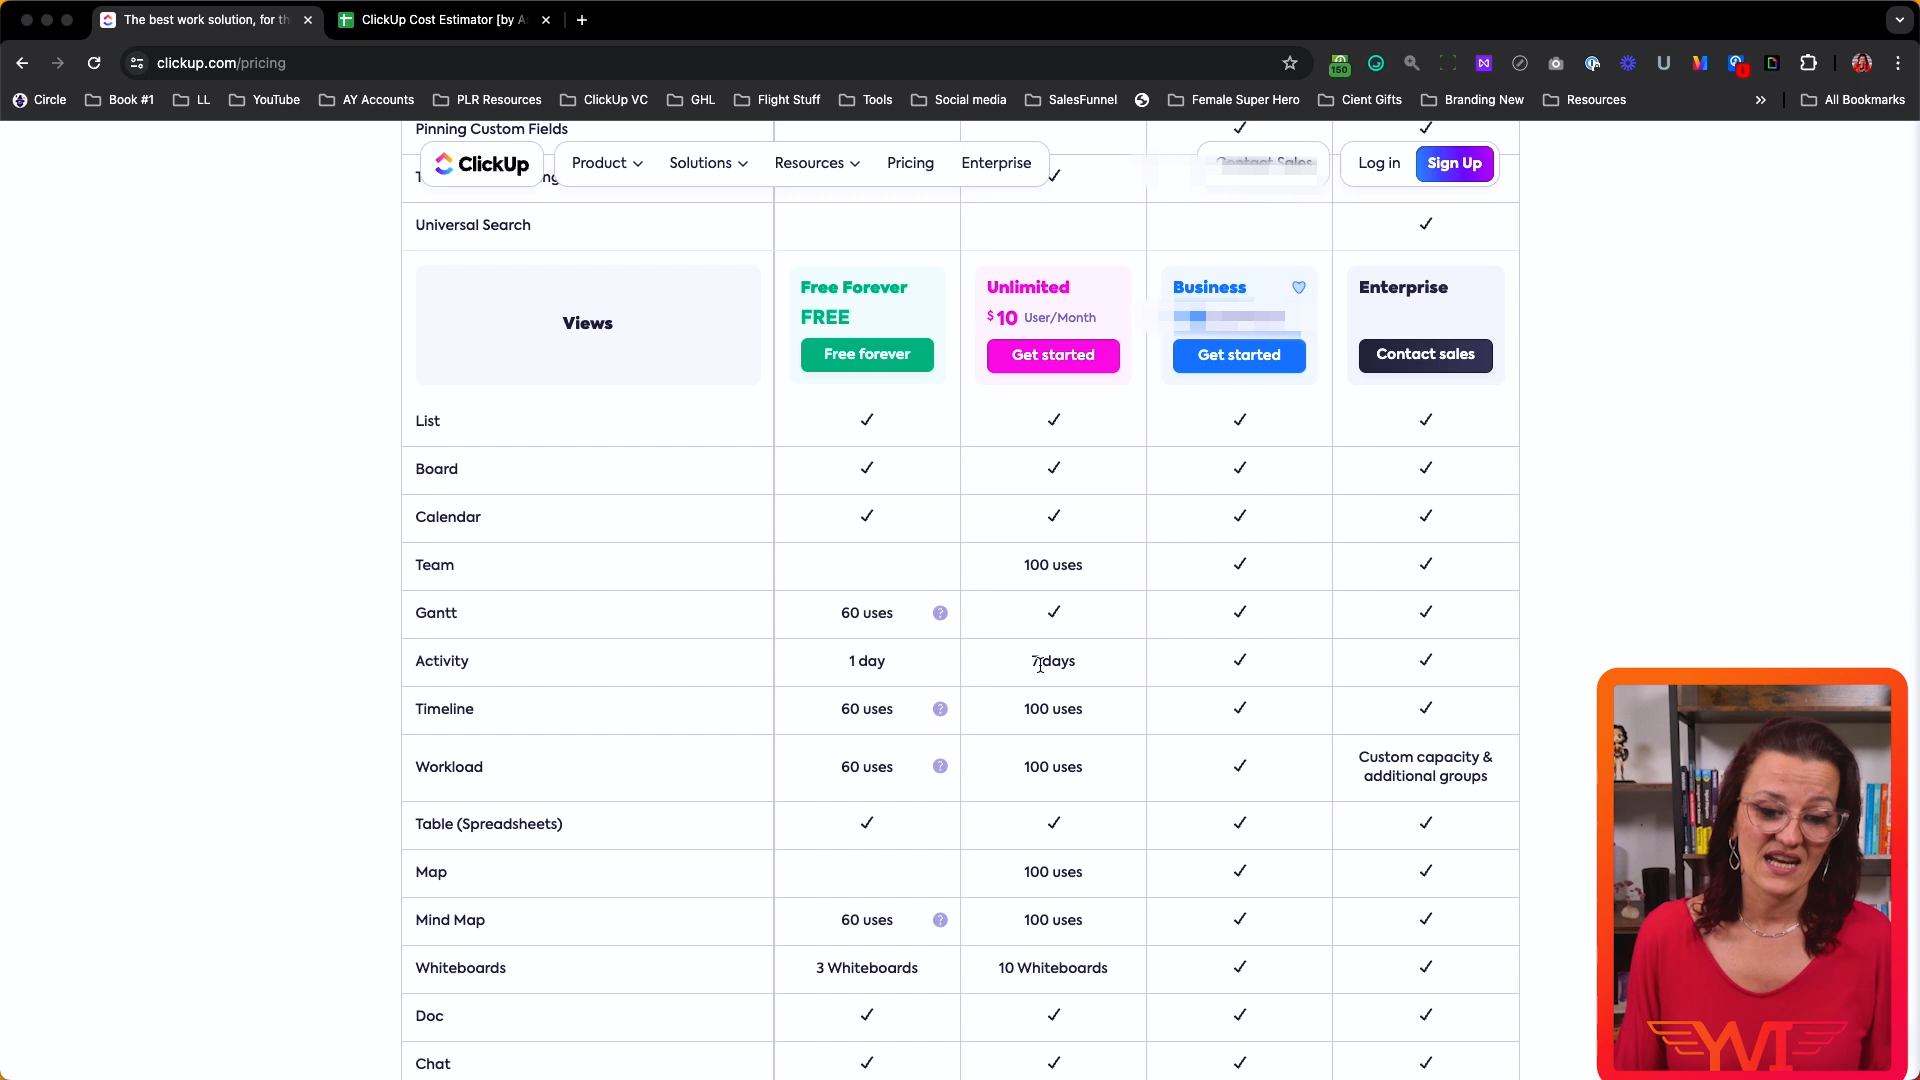 The best work solution, for th
ClickUp Cost Estimator [by A
clickup.com/pricing
150
Circle
Book #1
LL
YouTube
AY Accounts
PLR Resources
ClickUp VC
GHL
Flight Stuff
Tools
Social media
SalesFunnel
Female Super Hero
Cient Gifts
Branding New
Resources
All Bookmarks
Pinning Custom Fields
ClickUp
Product
Solutions
Resources
Pricing
Enterprise
Contact Sales
Log in
Sign Up
Universal Search
Views
Free Forever
FREE
Free forever
Unlimited
$10 User/Month
Get started
Business
Get started
Enterprise
Contact sales
List
Board
Calendar
Team 100 uses
Gantt 60 uses ?
Activity 1 day 7 days
Timeline 60 uses ? 100 uses
Workload 60 uses ? 100 uses Custom capacity &
additional groups
Table (Spreadsheets)
Map 100 uses
Mind Map 60 uses ? 100 uses
Whiteboards 3 Whiteboards 10 Whiteboards
Doc
Chat
YVI